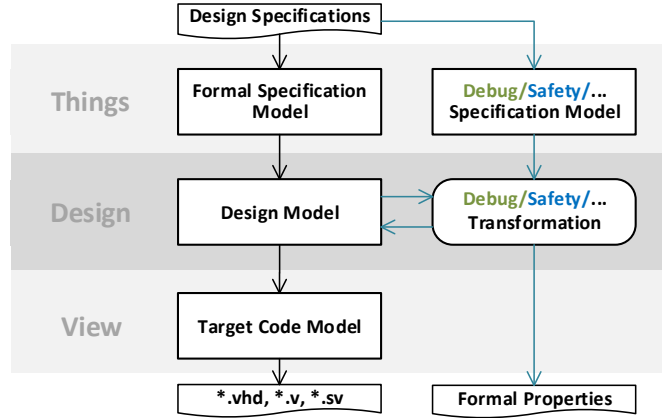 Design Specifications
Things
Formal Specification
Model
Debug/Safety/...
Specification Model
Design
Design Model
Debug/Safety/...
Transformation
View
Target Code Model
*.vhd, *.v, *.sv
Formal Properties